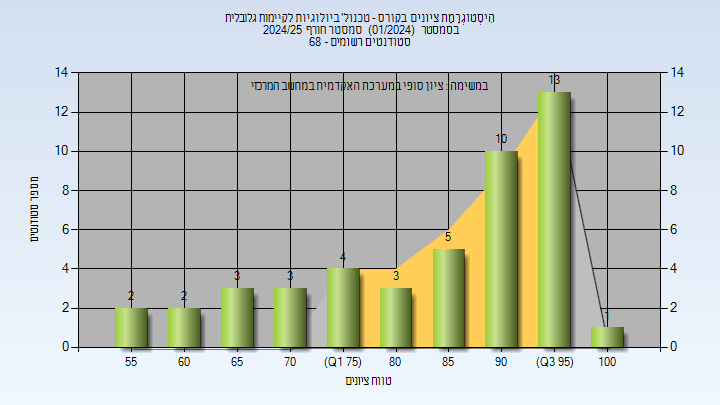 הִיסְטוֹגְרָמַת ציונים בקורס - טכנול' ביולוגיות לקיימות גלובלית
בסמסטר (01/2024) סמסטר חורף 2024/25
סטודנטים רשומים - 68
במשימה : ציון סופי במערכת האקדמית במחשב המרכזי
מספר סטודנטים
14 14
12 12
10 10
8 8
6 6
4 4
2 2
0 0
2 2 3 3 4 3 5 10 13 1
55 60 65 70 (Q1 75) 80 85 90 (Q3 95) 100
טווח ציונים